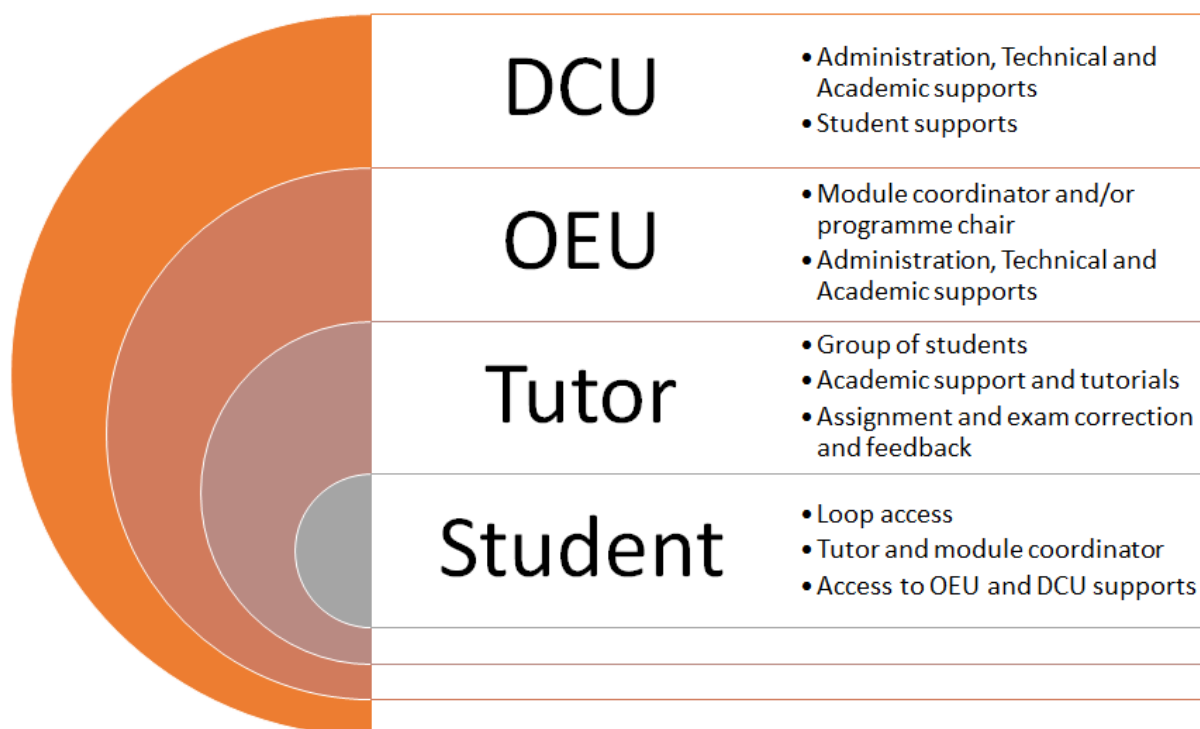 DCU
• Administration, Technical and
Academic supports
• Student supports
OEU
• Module coordinator and/or
programme chair
• Administration, Technical and
Academic supports
Tutor
• Group of students
• Academic support and tutorials
• Assignment and exam correction
and feedback
Student
• Loop access
• Tutor and module coordinator
• Access to OEU and DCU supports